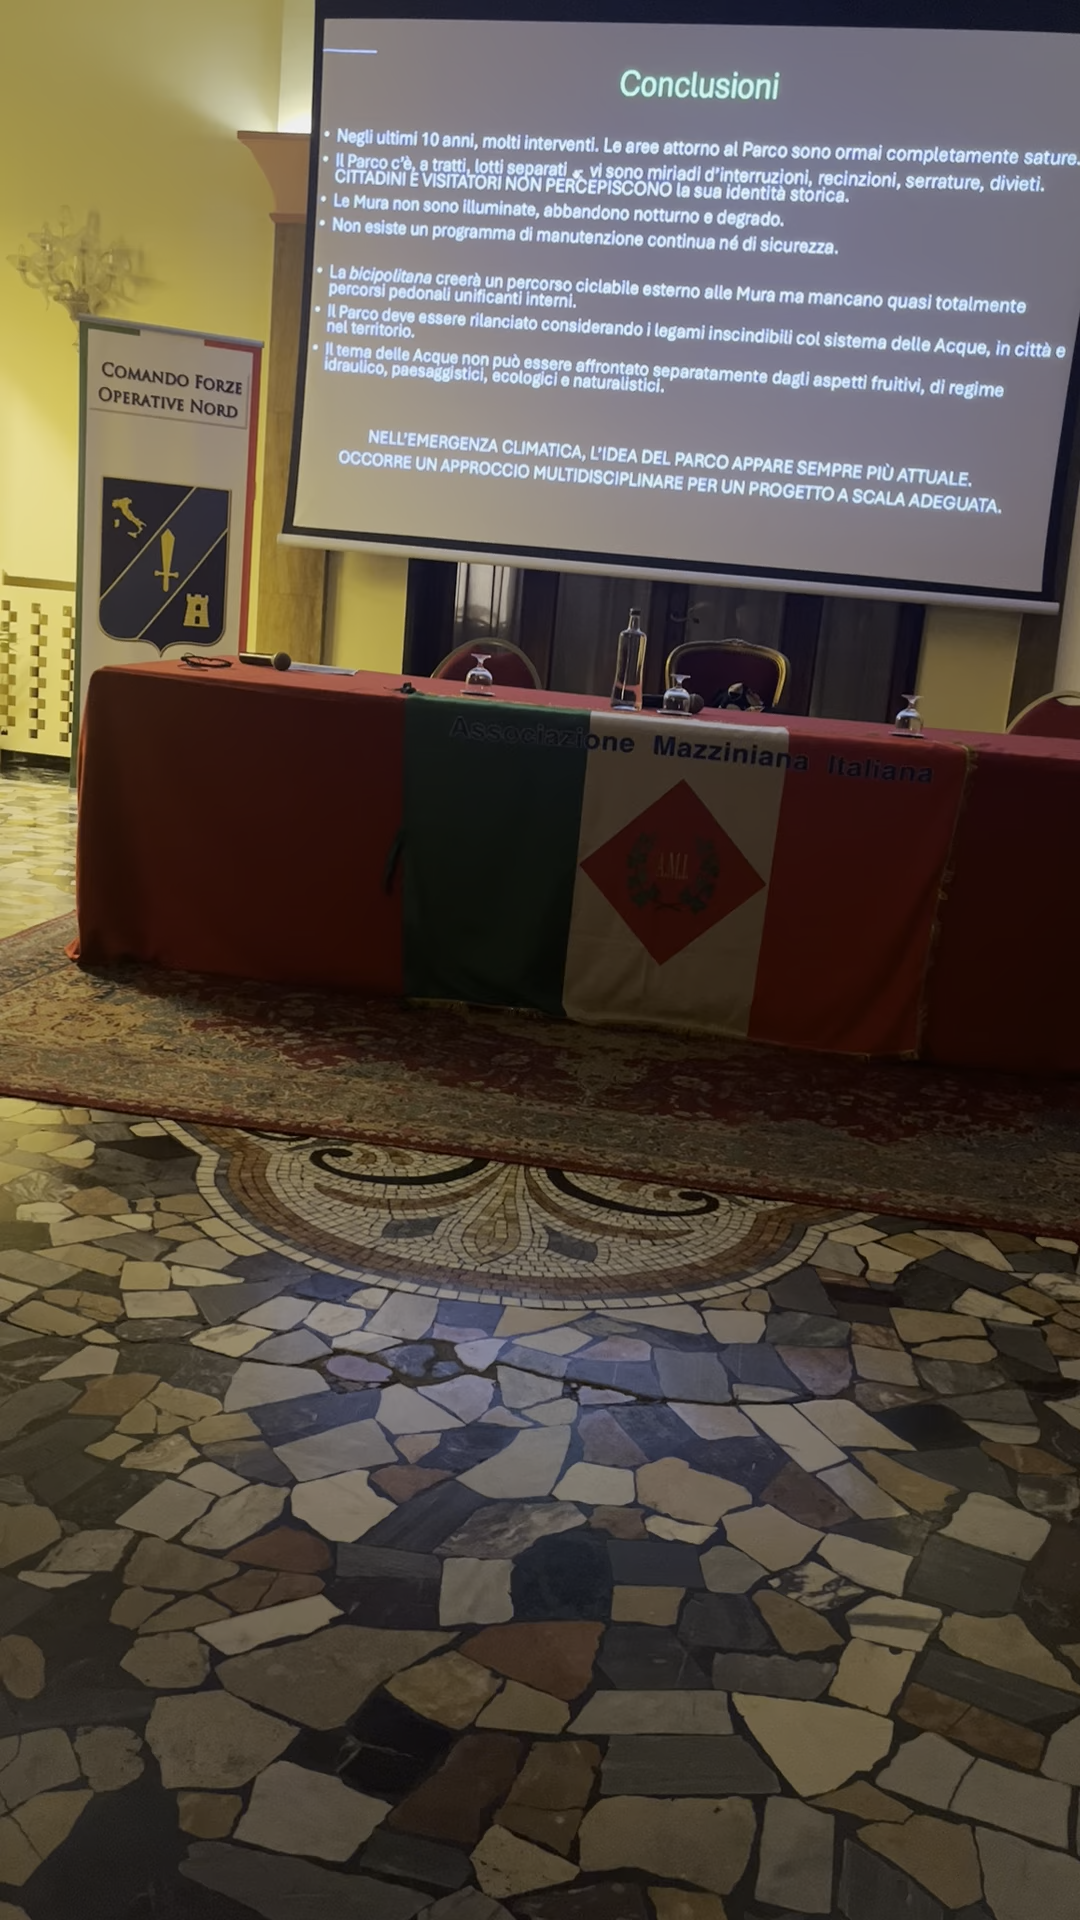 Conclusioni
• Negli ultimi 10 anni, molti interventi. Le aree attorno al Parco sono ormai completamente sature.
• Il Parco c'è, a tratti, lotti separati vi sono miriadi d'interruzioni, recinzioni, serrature, divieti.
CITTADINI E VISITATORI NON PERCEPISCONO la sua identità storica.
• Le Mura non sono illuminate, abbandono notturno e degrado.
• Non esiste un programma di manutenzione continua né di sicurezza.
• La bicipolitana creerà un percorso ciclabile esterno alle Mura ma mancano quasi totalmente
percorsi pedonali unificanti interni.
• Il Parco deve essere rilanciato considerando i legami inscindibili col sistema delle Acque, in città e
nel territorio.
• Il tema delle Acque non può essere affrontato separatamente dagli aspetti fruitivi, di regime
idraulico, paesaggistici, ecologici e naturalistici.
NELL'EMERGENZA CLIMATICA, L'IDEA DEL PARCO APPARE SEMPRE PIÙ ATTUALE.
OCCORRE UN APPROCCIO MULTIDISCIPLINARE PER UN PROGETTO A SCALA ADEGUATA.
COMANDO FORZE
OPERATIVE NORD
Associazione Mazziniana Italiana
A.M.I.